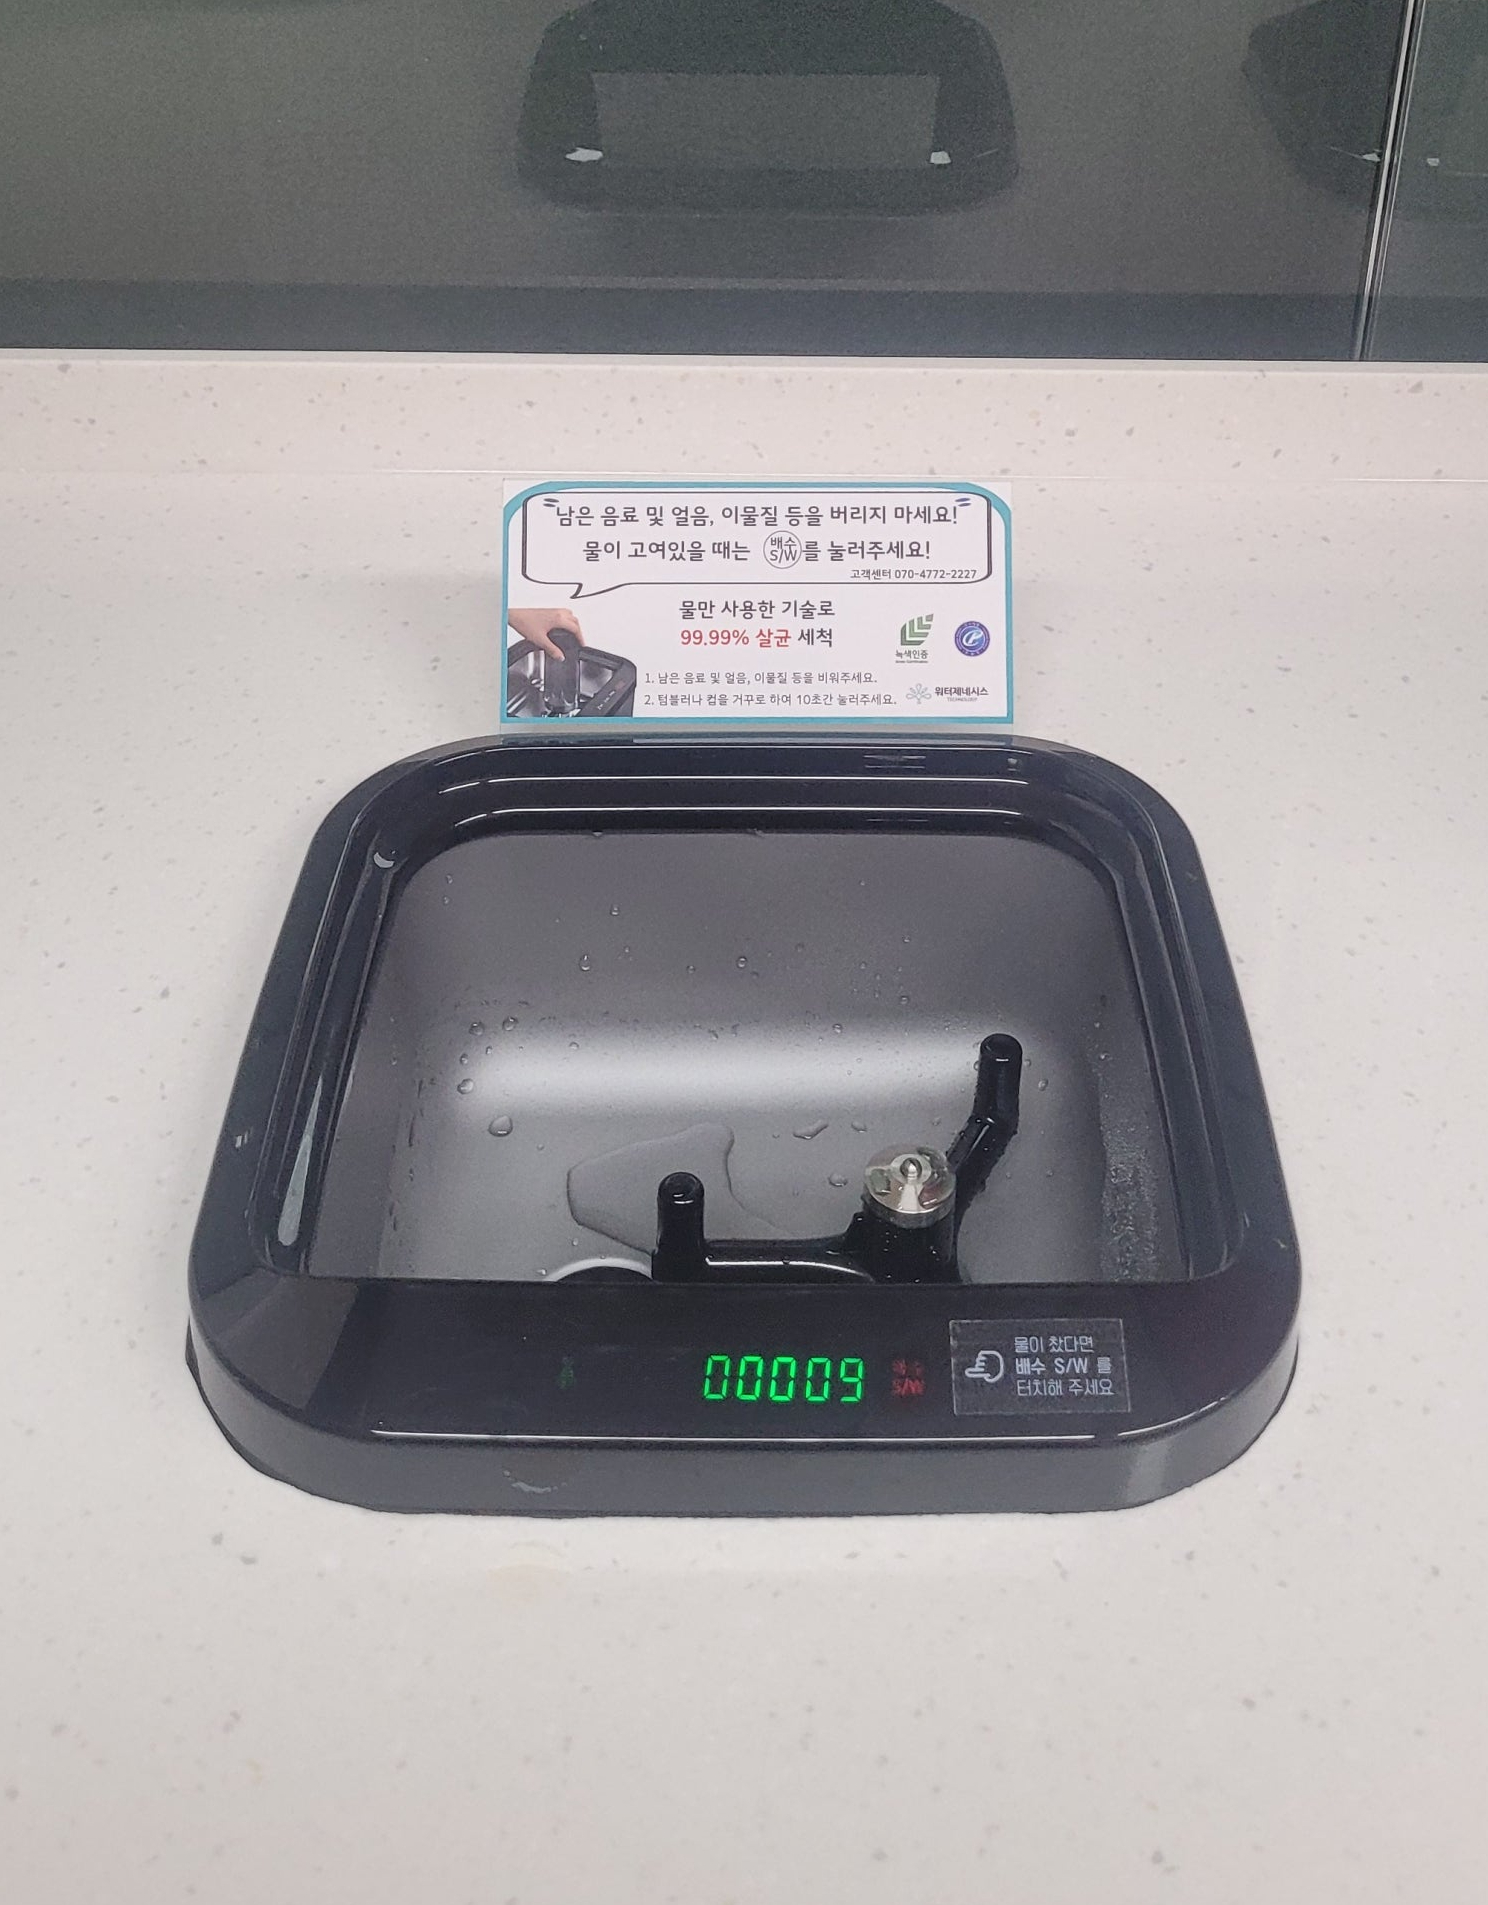 남은 음료 및 얼음, 이물질 등을 버리지 마세요!
물이 고여있을 때는 배수 S/W를 눌러주세요!
고객센터 070-4772-2227
물만 사용한 기술로
99.99% 살균 세척
녹색인증
1. 남은 음료 및 얼음, 이물질 등을 비워주세요.
2. 텀블러나 컵을 거꾸로 하여 10초간 눌러주세요.
워터제네시스
TECHNOLOGY
00009
배수
S/W
물이 찼다면
배수 S/W 를
터치해 주세요